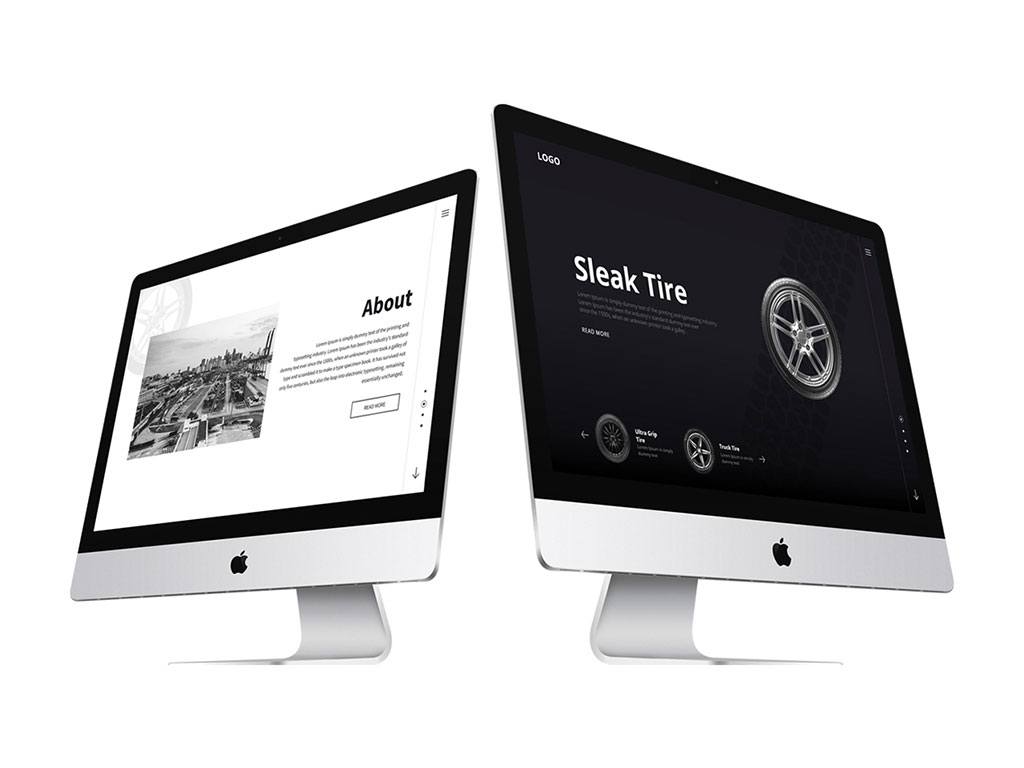 About
Lorem Ipsum is simply dummy text of the printing and
typesetting industry. Lorem Ipsum has been the industry's standard
dummy text ever since the 1500s, when an unknown printer took a galley of
type and scrambled it to make a type specimen book. It has survived not
only five centuries, but also the leap into electronic typesetting, remaining
essentially unchanged.
READ MORE
LOGO
Sleak Tire
Lorem Ipsum is simply dummy text of the printing and typesetting industry.
Lorem Ipsum has been the industry's standard dummy text ever
since the 1500s, when an unknown printer took a galley
READ MORE
Ultra Grip
Tire
Lorem Ipsum is simply
dummy text
Truck Tire
Lorem Ipsum is simply
dummy text